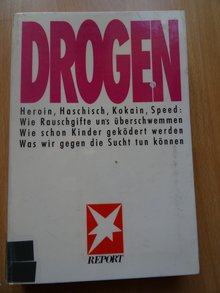 DROGEN
Heroin, Haschisch, Kokain, Speed:
Wie Rauschgifte uns überschwemmen
Wie schon Kinder geködert werden
Was wir gegen die Sucht tun können
REPORT